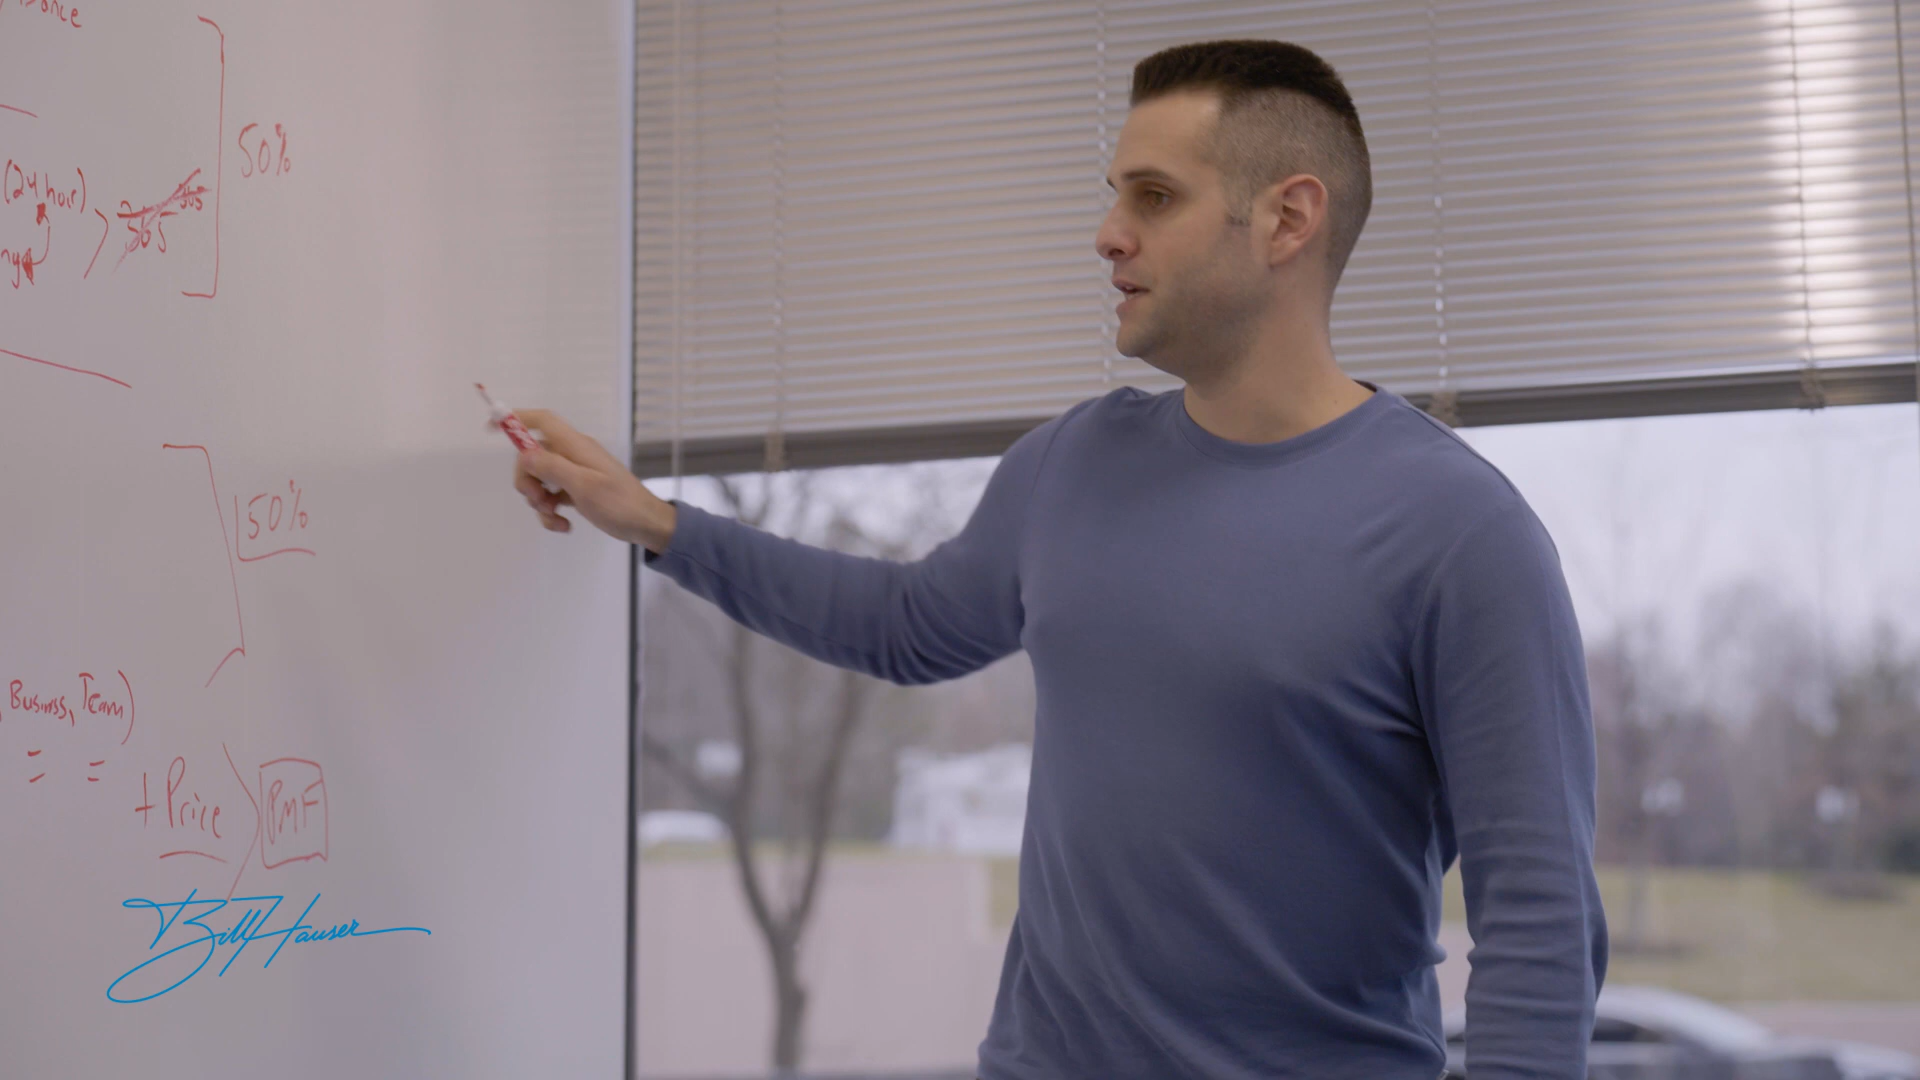 50%
(24 hour)
365
50%
Business, Team)
+ Price
PMF
Bill Hauser